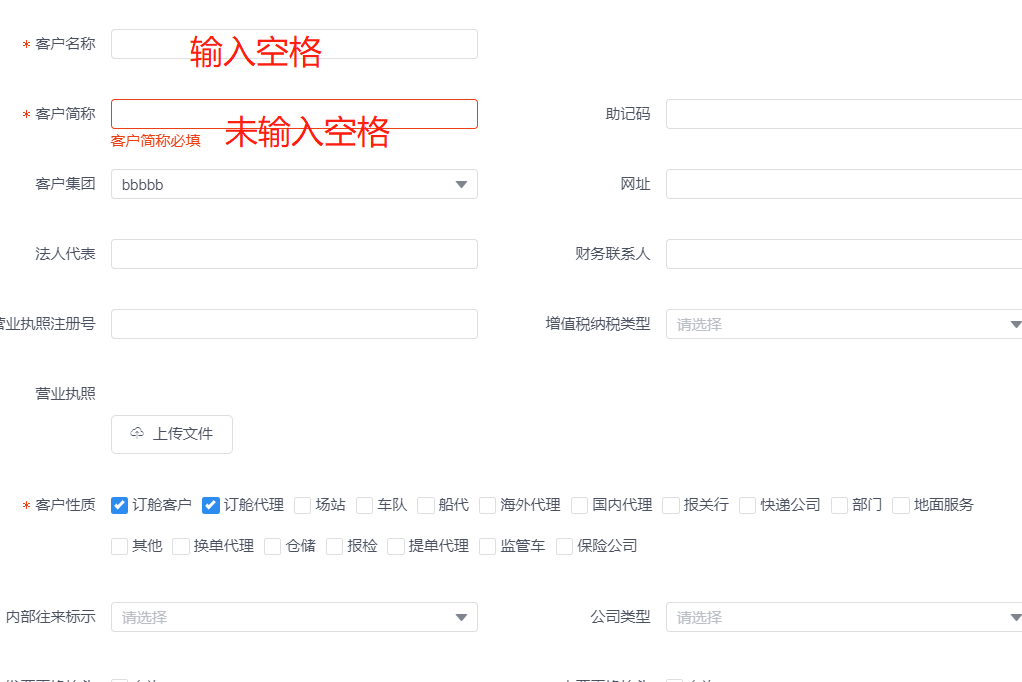 * 客户名称
输入空格
* 客户简称
助记码
客户简称必填
未输入空格
客户集团 bbbbb
网址
法人代表
财务联系人
营业执照注册号
增值税纳税类型 请选择
营业执照
上传文件
* 客户性质 订舱客户 订舱代理 场站 车队 船代 海外代理 国内代理 报关行 快递公司 部门 地面服务
其他 换单代理 仓储 报检 提单代理 监管车 保险公司
内部往来标示 请选择
公司类型 请选择